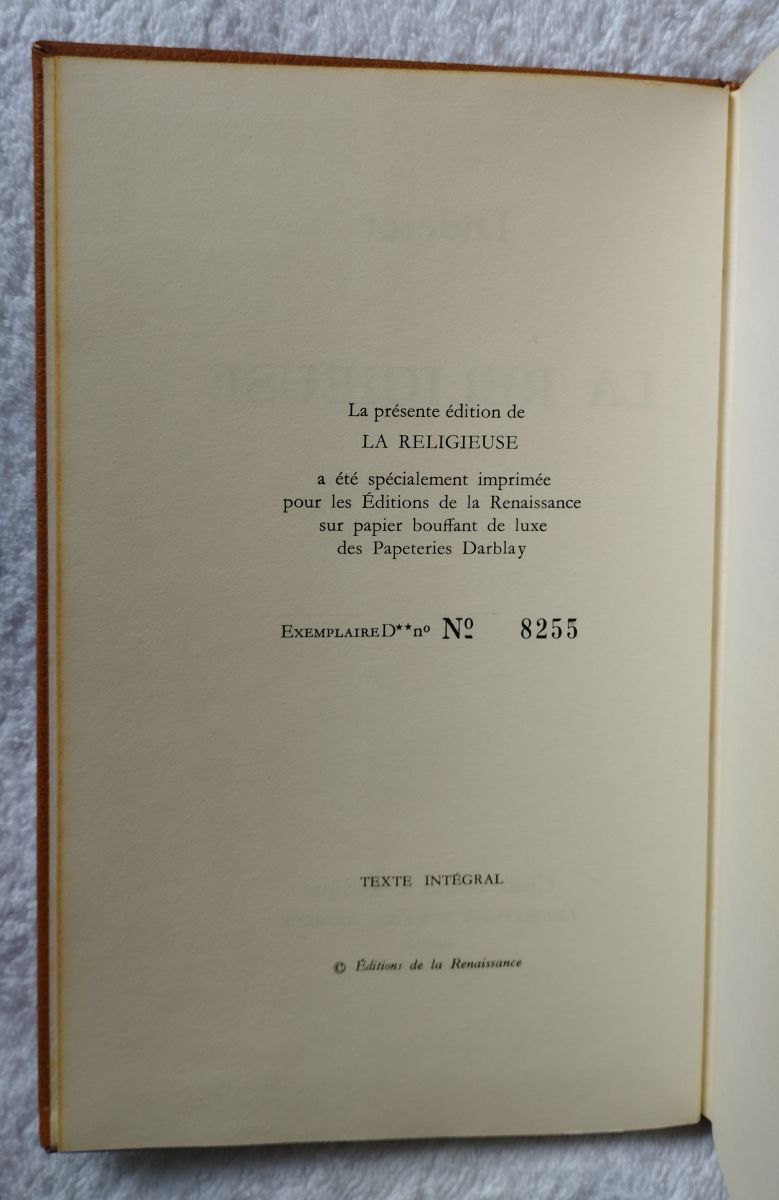 La présente édition de
LA RELIGIEUSE
a été spécialement imprimée
pour les Éditions de la Renaissance
sur papier bouffant de luxe
des Papeteries Darblay
EXEMPLAIRE D**nº Nº 8255
TEXTE INTÉGRAL
© Éditions de la Renaissance